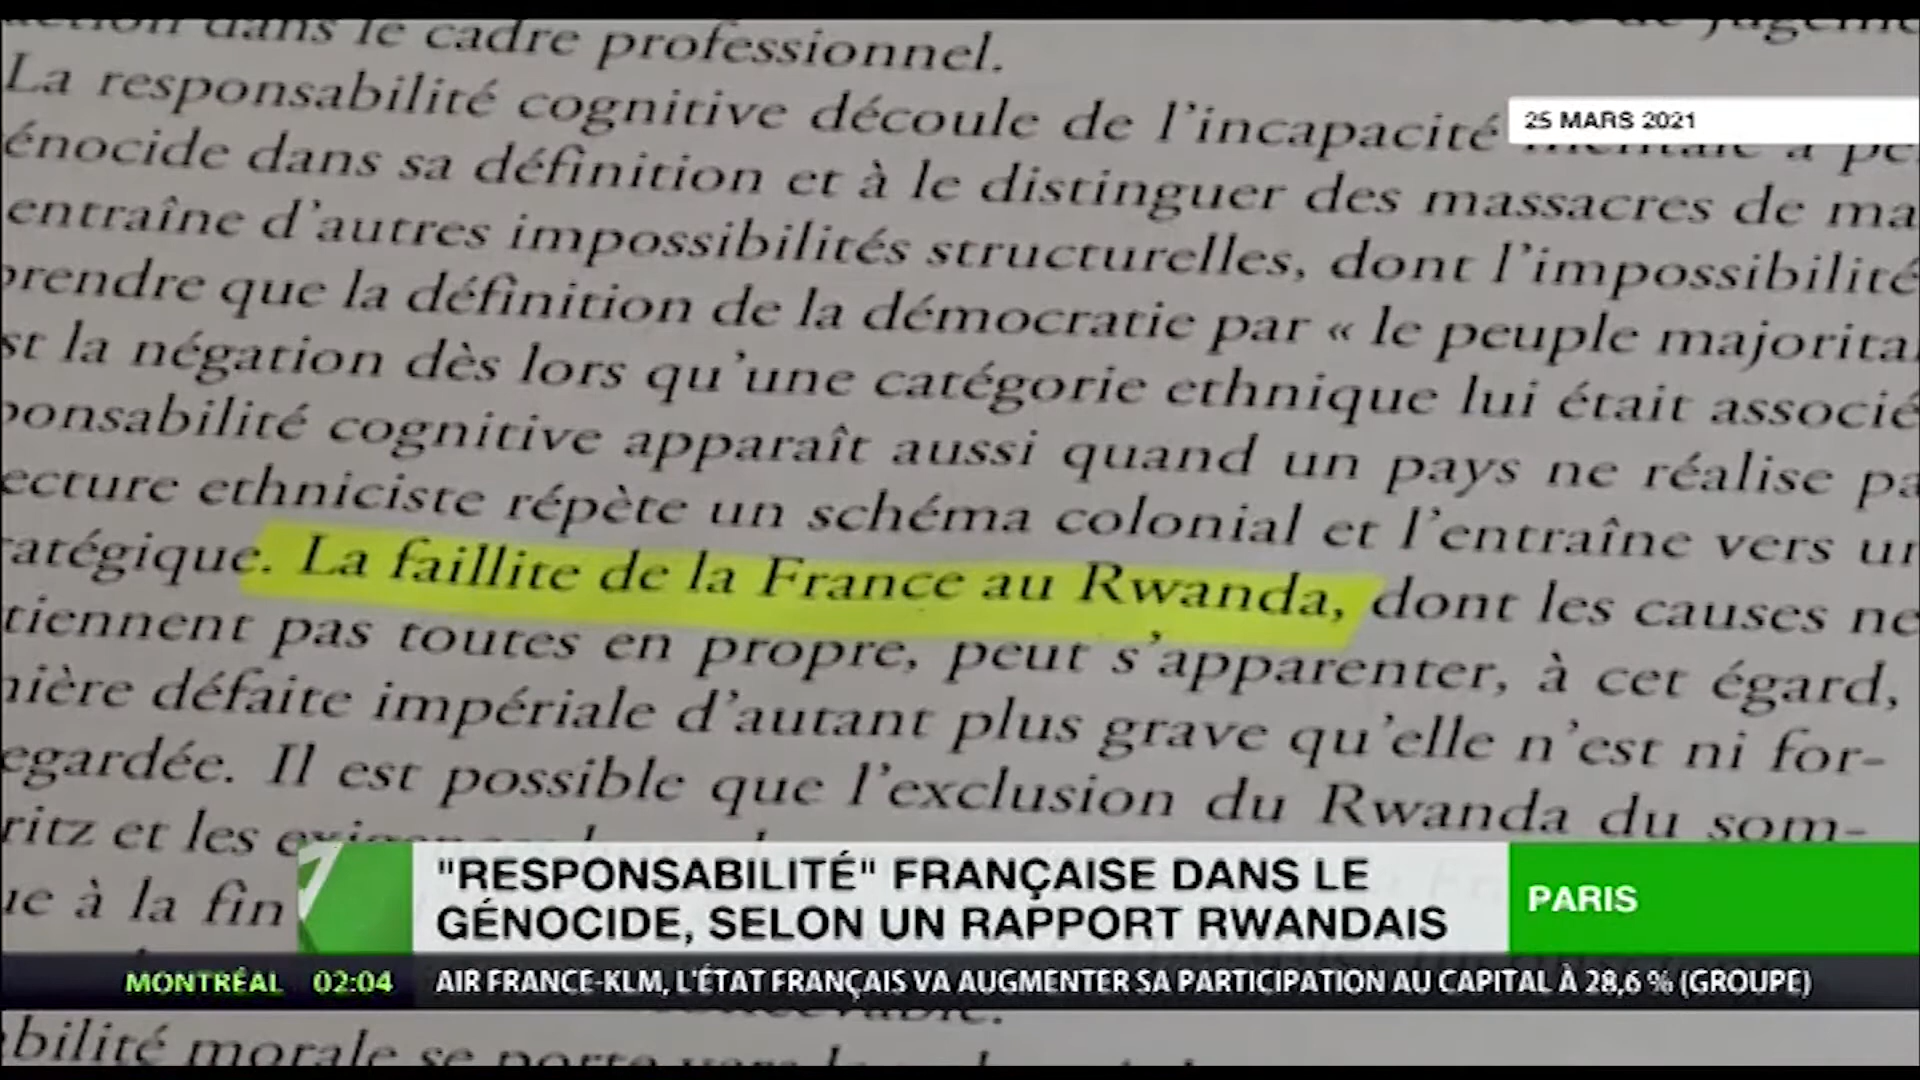 dans le cadre professionnel.
La responsabilité cognitive découle de l'incapacité
énocide dans sa définition et à le distinguer des massacres de ma
entraîne d'autres impossibilités structurelles, dont l'impossibilité
prendre que la définition de la démocratie par « le peuple majorita
st la négation dès lors qu'une catégorie ethnique lui était associé
ponsabilité cognitive apparaît aussi quand un pays ne réalise pa
ecture ethniciste répète un schéma colonial et l'entraîne vers un
ratégique. La faillite de la France au Rwanda, dont les causes ne
tiennent pas toutes en propre, peut s'apparenter, à cet égard,
nière défaite impériale d'autant plus grave qu'elle n'est ni for-
egardée. Il est possible que l'exclusion du Rwanda du som-
ritz et les
ue à la fin
bilité morale se porte vers
25 MARS 2021
"RESPONSABILITÉ" FRANÇAISE DANS LE
GÉNOCIDE, SELON UN RAPPORT RWANDAIS
PARIS
MONTRÉAL 02:04 AIR FRANCE-KLM, L'ÉTAT FRANÇAIS VA AUGMENTER SA PARTICIPATION AU CAPITAL À 28,6 % (GROUPE)